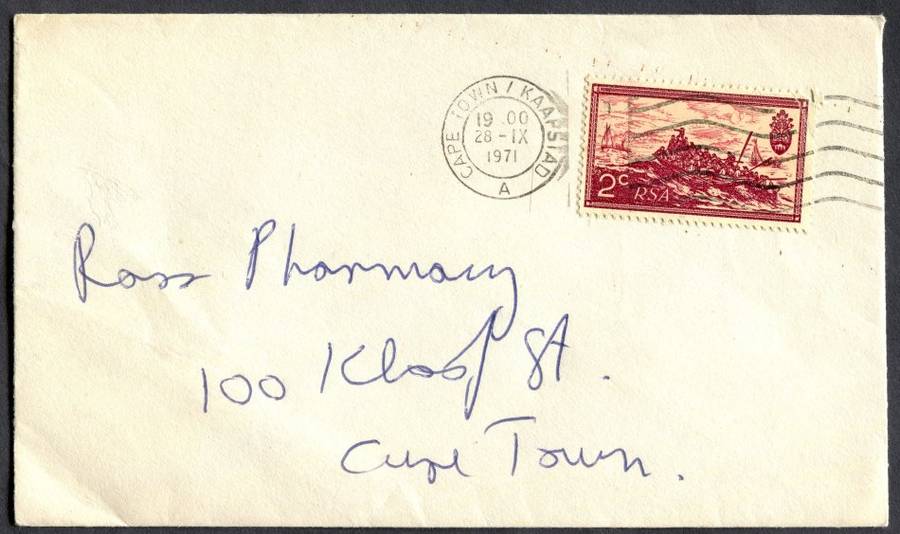 CAPE TOWN / KAAPSTAD
19 .00
28 -IX
1971
A
2c RSA
Ross Pharmacy
100 Kloof St.
Cape Town.